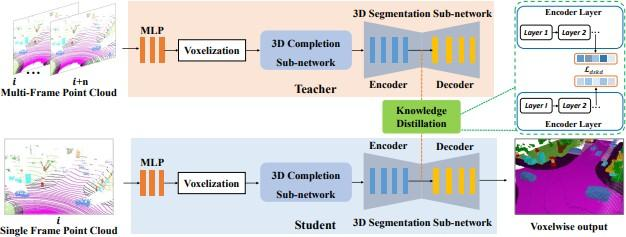 i
i+n
Multi-Frame Point Cloud
MLP
Voxelization
3D Completion
Sub-network
3D Segmentation Sub-network
Encoder
Decoder
Teacher
Knowledge
Distillation
Encoder Layer
Layer 1
Layer 2
...
Layer 1
Layer 2
...
Encoder Layer
...
i
Single Frame Point Cloud
MLP
Voxelization
3D Completion
Sub-network
Encoder
Decoder
3D Segmentation Sub-network
Student
Voxelwise output